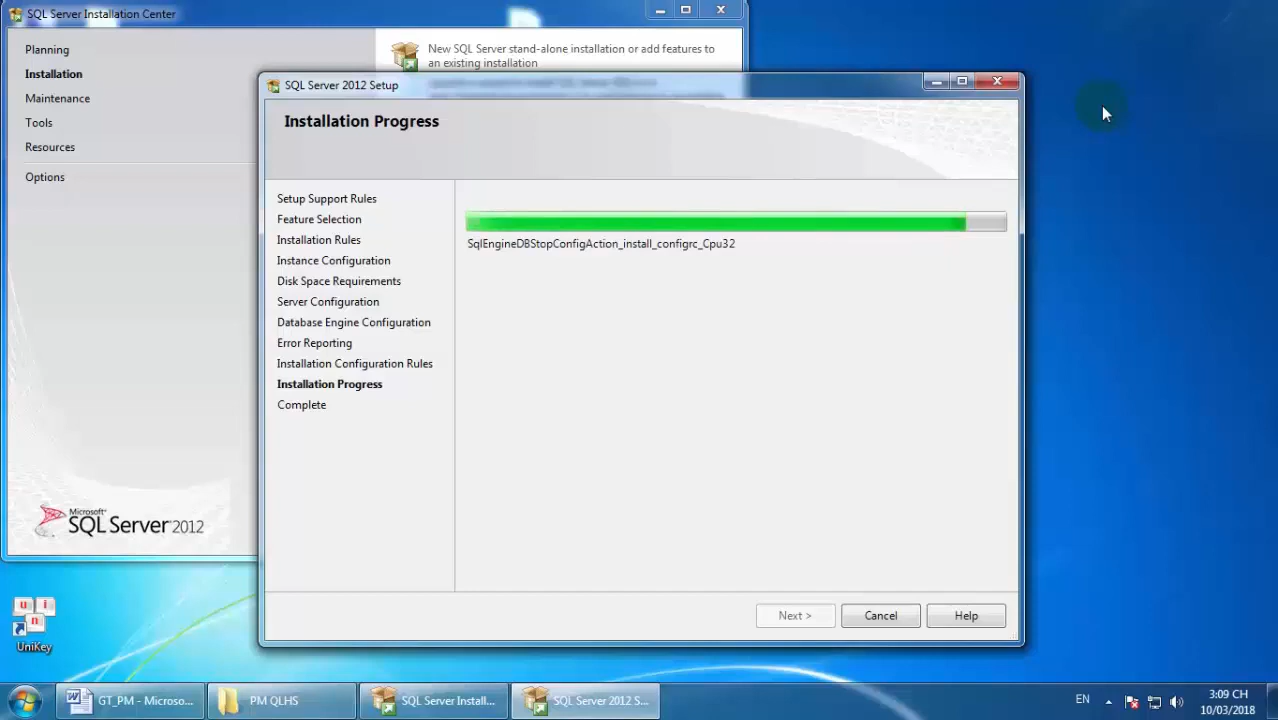 SQL Server Installation Center
Planning
Installation
Maintenance
Tools
Resources
Options
New SQL Server stand-alone installation or add features to
an existing installation
Microsoft®
SQL Server 2012
SQL Server 2012 Setup
Installation Progress
Setup Support Rules
Feature Selection
Installation Rules
Instance Configuration
Disk Space Requirements
Server Configuration
Database Engine Configuration
Error Reporting
Installation Configuration Rules
Installation Progress
Complete
SqlEngineDBStopConfigAction_install_configrc_Cpu32
Next >
Cancel
Help
u i
n
UniKey
GT_PM - Microso...
PM QLHS
SQL Server Install...
SQL Server 2012 S...
EN
3:09 CH
10/03/2018